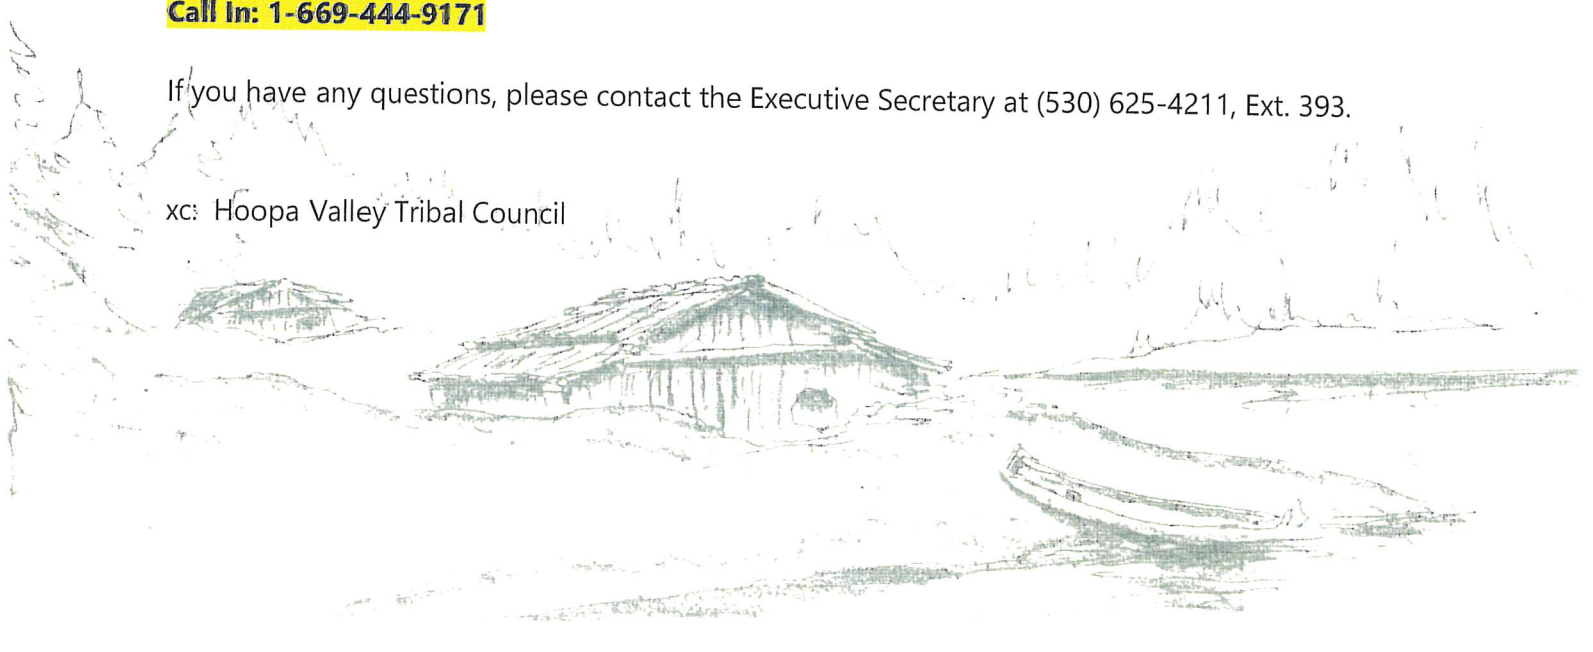 Call In: 1-669-444-9171
If you have any questions, please contact the Executive Secretary at (530) 625-4211, Ext. 393.
xc: Hoopa Valley Tribal Council